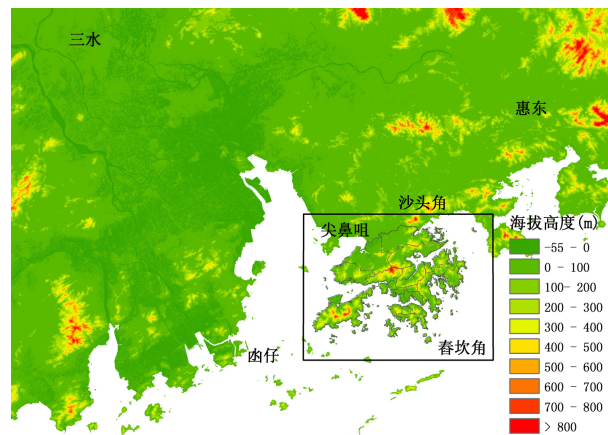 三水
惠东
沙头角
尖鼻咀
海拔高度(m)
-55 - 0
0 - 100
100- 200
200 - 300
300 - 400
400 - 500
500 - 600
600 - 700
700 - 800
> 800
凼仔
舂坎角